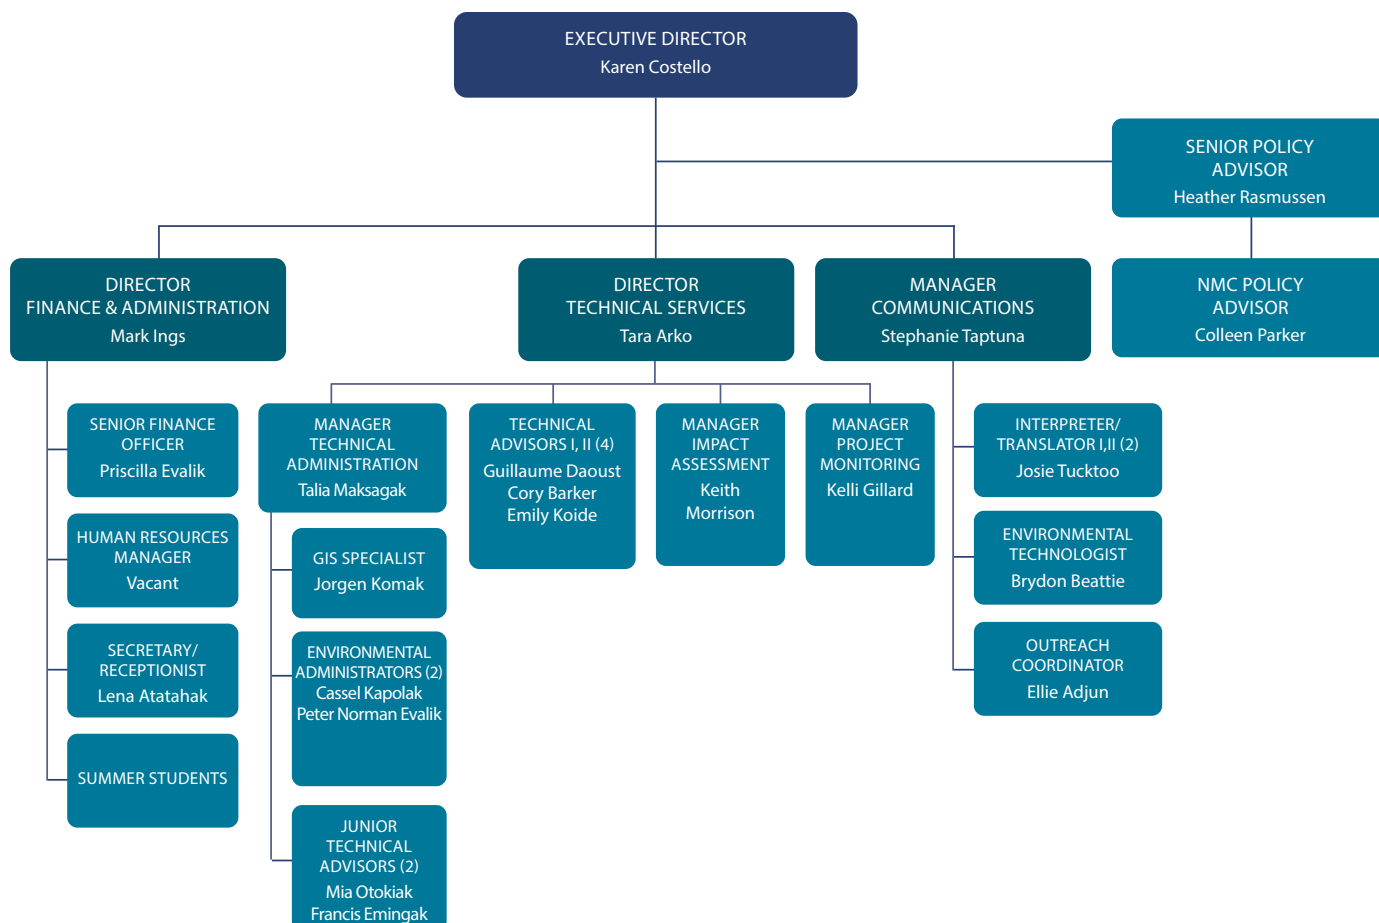 EXECUTIVE DIRECTOR
Karen Costello
SENIOR POLICY
ADVISOR
Heather Rasmussen
DIRECTOR
FINANCE & ADMINISTRATION
Mark Ings
DIRECTOR
TECHNICAL SERVICES
Tara Arko
MANAGER
COMMUNICATIONS
Stephanie Taptuna
NMC POLICY
ADVISOR
Colleen Parker
SENIOR FINANCE
OFFICER
Priscilla Evalik
HUMAN RESOURCES
MANAGER
Vacant
SECRETARY/
RECEPTIONIST
Lena Atatahak
SUMMER STUDENTS
MANAGER
TECHNICAL
ADMINISTRATION
Talia Maksagak
GIS SPECIALIST
Jorgen Komak
ENVIRONMENTAL
ADMINISTRATORS (2)
Cassel Kapolak
Peter Norman Evalik
JUNIOR
TECHNICAL
ADVISORS (2)
Mia Otokiak
Francis Emingak
TECHNICAL
ADVISORS I, II (4)
Guillaume Daoust
Cory Barker
Emily Koide
MANAGER
IMPACT
ASSESSMENT
Keith
Morrison
MANAGER
PROJECT
MONITORING
Kelli Gillard
INTERPRETER/
TRANSLATOR I,II (2)
Josie Tucktoo
ENVIRONMENTAL
TECHNOLOGIST
Brydon Beattie
OUTREACH
COORDINATOR
Ellie Adjun